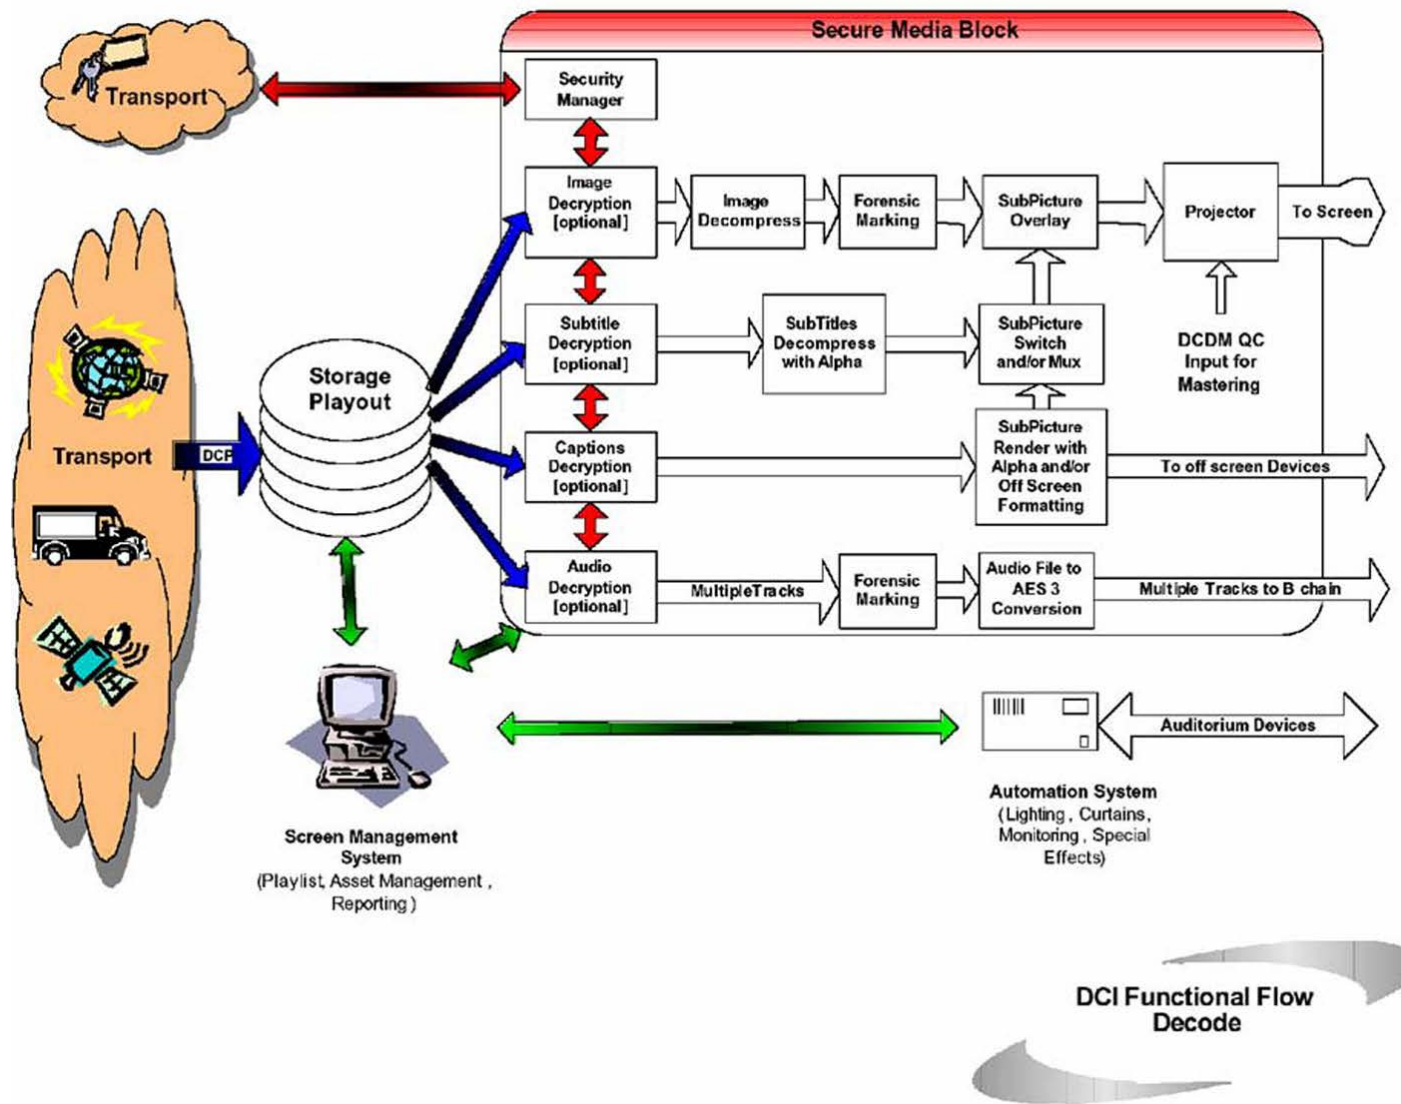 Secure Media Block
Transport
Security
Manager
Image
Decryption
[optional]
Image
Decompress
Forensic
Marking
SubPicture
Overlay
Projector
To Screen
Subtitle
Decryption
[optional]
SubTitles
Decompress
with Alpha
SubPicture
Switch
and/or Mux
DCDM QC
Input for
Mastering
Storage
Playout
Transport
DCP
Captions
Decryption
[optional]
SubPicture
Render with
Alpha and/or
Off Screen
Formatting
To off screen Devices
Audio
Decryption
[optional]
MultipleTracks
Forensic
Marking
Audio File to
AES 3
Conversion
Multiple Tracks to B chain
Auditorium Devices
Automation System
(Lighting, Curtains,
Monitoring, Special
Effects)
Screen Management
System
(Playlist, Asset Management,
Reporting)
DCI Functional Flow
Decode